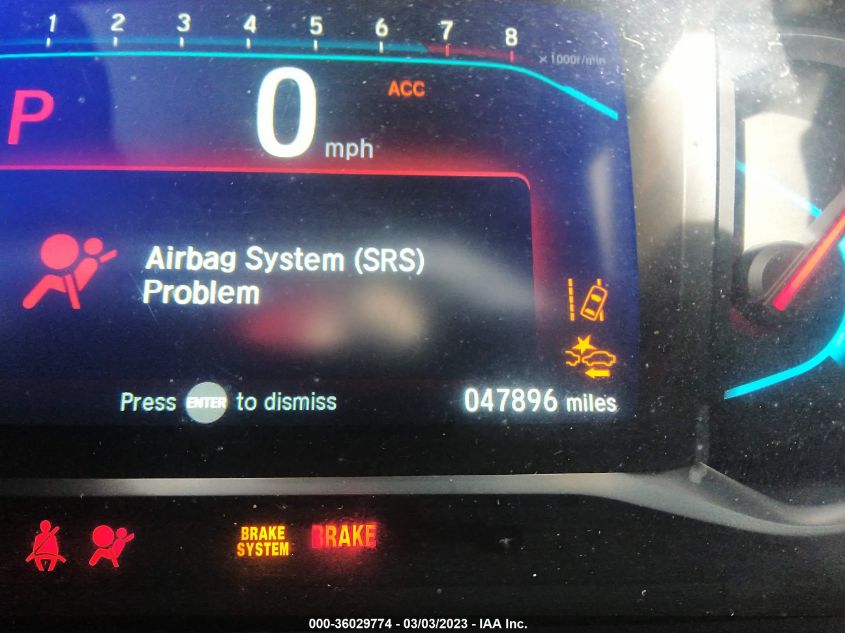 1 2 3 4 5 6 7 8
x1000r/min
P 0 mph ACC
Airbag System (SRS)
Problem
Press ENTER to dismiss
047896 miles
BRAKE
SYSTEM
BRAKE
000-36029774 - 03/03/2023 - IAA Inc.